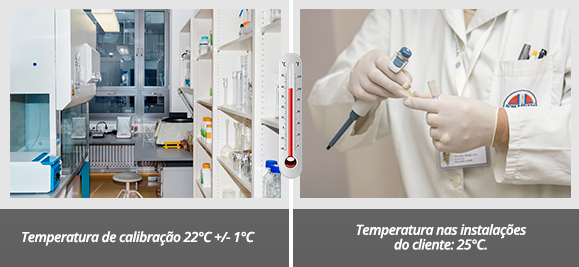 Temperatura de calibração 22°C +/- 1°C
Temperatura nas instalações
do cliente: 25°C.